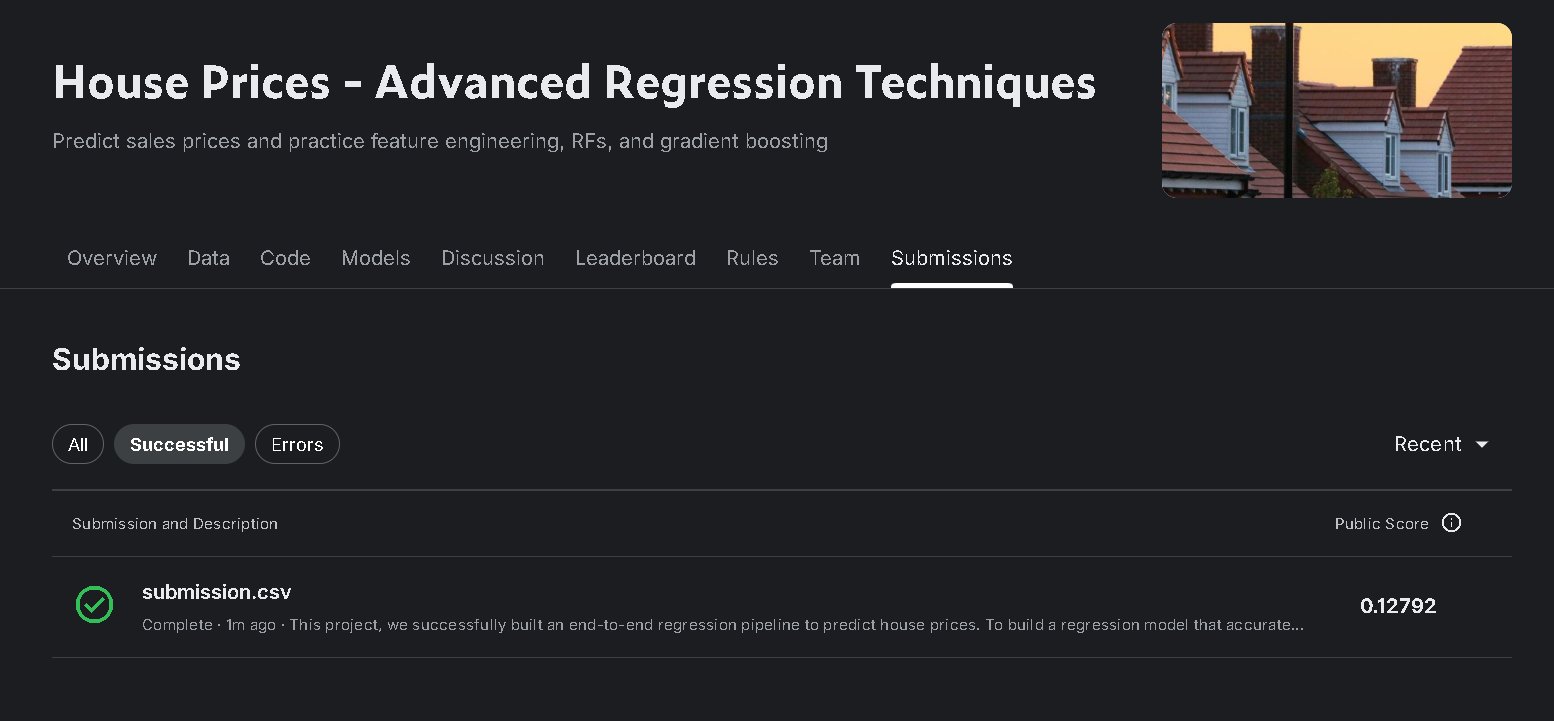 House Prices - Advanced Regression Techniques
Predict sales prices and practice feature engineering, RFs, and gradient boosting
Overview Data Code Models Discussion Leaderboard Rules Team Submissions
Submissions
All Successful Errors Recent
Submission and Description Public Score
submission.csv
Complete · 1m ago · This project, we successfully built an end-to-end regression pipeline to predict house prices. To build a regression model that accurate...
0.12792